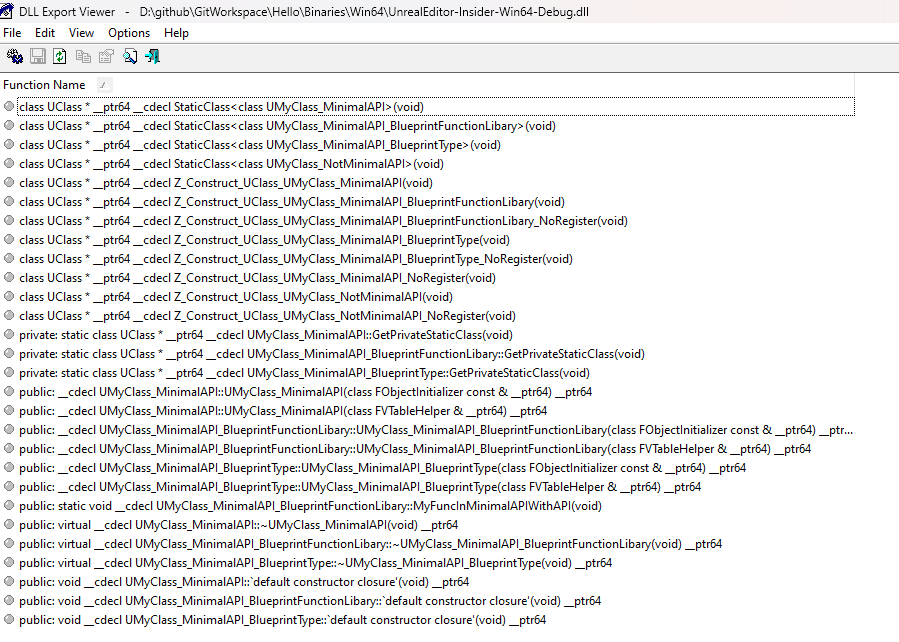 DLL Export Viewer - D:\github\GitWorkspace\Hello\Binaries\Win64\UnrealEditor-Insider-Win64-Debug.dll
File Edit View Options Help
Function Name
class UClass * __ptr64 __cdecl StaticClass<class UMyClass_MinimalAPI>(void)
class UClass * __ptr64 __cdecl StaticClass<class UMyClass_MinimalAPI_BlueprintFunctionLibary>(void)
class UClass * __ptr64 __cdecl StaticClass<class UMyClass_MinimalAPI_BlueprintType>(void)
class UClass * __ptr64 __cdecl StaticClass<class UMyClass_NotMinimalAPI>(void)
class UClass * __ptr64 __cdecl Z_Construct_UClass_UMyClass_MinimalAPI(void)
class UClass * __ptr64 __cdecl Z_Construct_UClass_UMyClass_MinimalAPI_BlueprintFunctionLibary(void)
class UClass * __ptr64 __cdecl Z_Construct_UClass_UMyClass_MinimalAPI_BlueprintFunctionLibary_NoRegister(void)
class UClass * __ptr64 __cdecl Z_Construct_UClass_UMyClass_MinimalAPI_BlueprintType(void)
class UClass * __ptr64 __cdecl Z_Construct_UClass_UMyClass_MinimalAPI_BlueprintType_NoRegister(void)
class UClass * __ptr64 __cdecl Z_Construct_UClass_UMyClass_MinimalAPI_NoRegister(void)
class UClass * __ptr64 __cdecl Z_Construct_UClass_UMyClass_NotMinimalAPI(void)
class UClass * __ptr64 __cdecl Z_Construct_UClass_UMyClass_NotMinimalAPI_NoRegister(void)
private: static class UClass * __ptr64 __cdecl UMyClass_MinimalAPI::GetPrivateStaticClass(void)
private: static class UClass * __ptr64 __cdecl UMyClass_MinimalAPI_BlueprintFunctionLibary::GetPrivateStaticClass(void)
private: static class UClass * __ptr64 __cdecl UMyClass_MinimalAPI_BlueprintType::GetPrivateStaticClass(void)
public: __cdecl UMyClass_MinimalAPI::UMyClass_MinimalAPI(class FObjectInitializer const & __ptr64) __ptr64
public: __cdecl UMyClass_MinimalAPI::UMyClass_MinimalAPI(class FVTableHelper & __ptr64) __ptr64
public: __cdecl UMyClass_MinimalAPI_BlueprintFunctionLibary::UMyClass_MinimalAPI_BlueprintFunctionLibary(class FObjectInitializer const & __ptr64) __ptr...
public: __cdecl UMyClass_MinimalAPI_BlueprintFunctionLibary::UMyClass_MinimalAPI_BlueprintFunctionLibary(class FVTableHelper & __ptr64) __ptr64
public: __cdecl UMyClass_MinimalAPI_BlueprintType::UMyClass_MinimalAPI_BlueprintType(class FObjectInitializer const & __ptr64) __ptr64
public: __cdecl UMyClass_MinimalAPI_BlueprintType::UMyClass_MinimalAPI_BlueprintType(class FVTableHelper & __ptr64) __ptr64
public: static void __cdecl UMyClass_MinimalAPI_BlueprintFunctionLibary::MyFuncInMinimalAPIWithAPI(void)
public: virtual __cdecl UMyClass_MinimalAPI::~UMyClass_MinimalAPI(void) __ptr64
public: virtual __cdecl UMyClass_MinimalAPI_BlueprintFunctionLibary::~UMyClass_MinimalAPI_BlueprintFunctionLibary(void) __ptr64
public: virtual __cdecl UMyClass_MinimalAPI_BlueprintType::~UMyClass_MinimalAPI_BlueprintType(void) __ptr64
public: void __cdecl UMyClass_MinimalAPI::`default constructor closure'(void) __ptr64
public: void __cdecl UMyClass_MinimalAPI_BlueprintFunctionLibary::`default constructor closure'(void) __ptr64
public: void __cdecl UMyClass_MinimalAPI_BlueprintType::`default constructor closure'(void) __ptr64